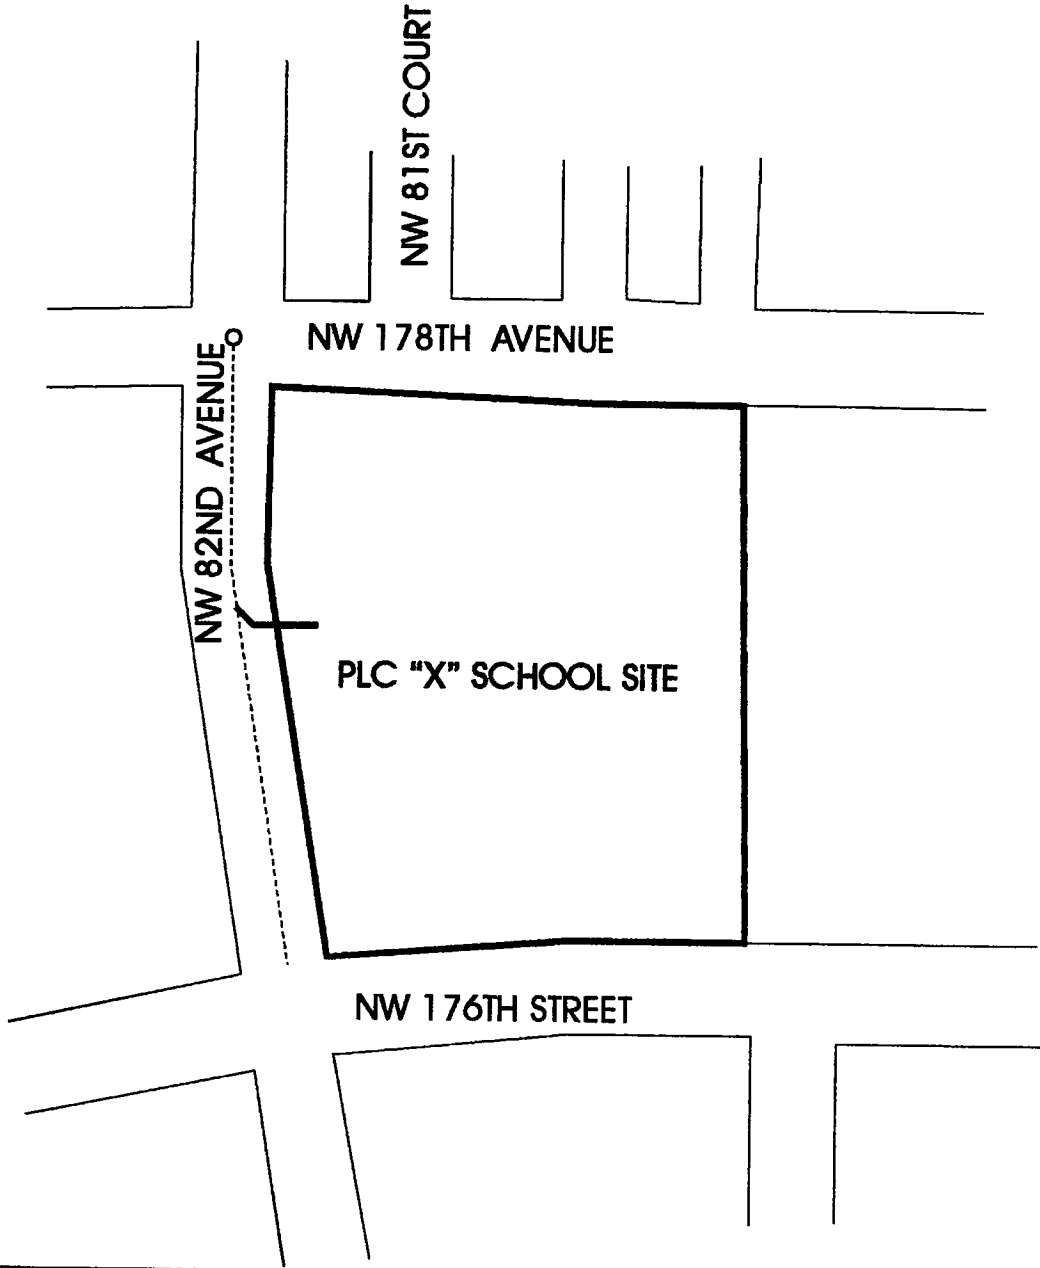 NW 81ST COURT
NW 178TH AVENUE
NW 82ND AVENUE
PLC “X” SCHOOL SITE
NW 176TH STREET